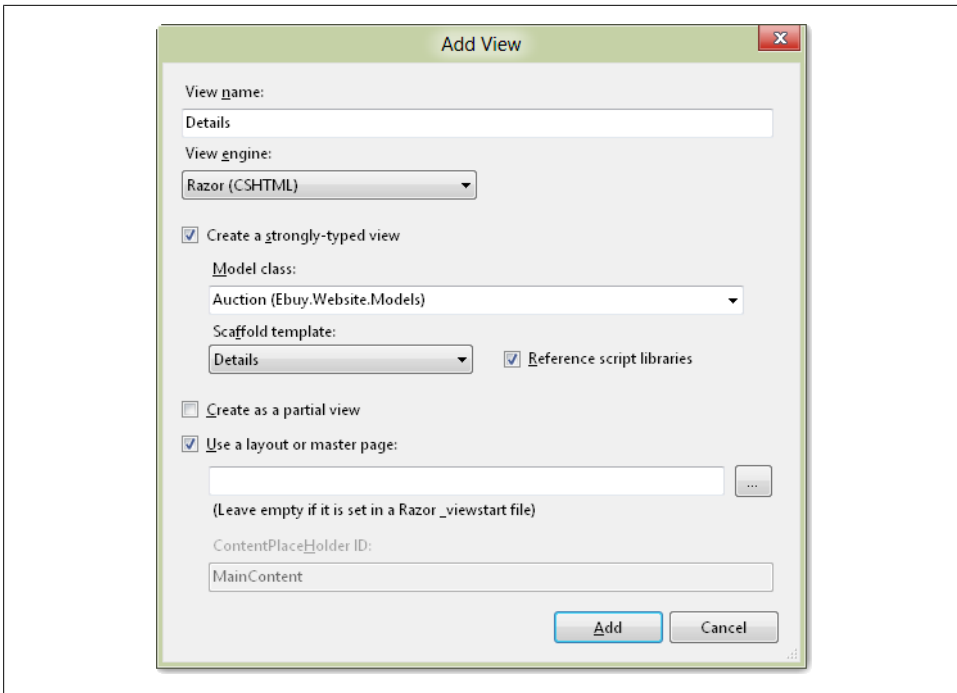 Add View
View name:
Details
View engine:
Razor (CSHTML)
Create a strongly-typed view
Model class:
Auction (Ebuy.Website.Models)
Scaffold template:
Details
Reference script libraries
Create as a partial view
Use a layout or master page:
...
(Leave empty if it is set in a Razor _viewstart file)
ContentPlaceHolder ID:
MainContent
Add
Cancel